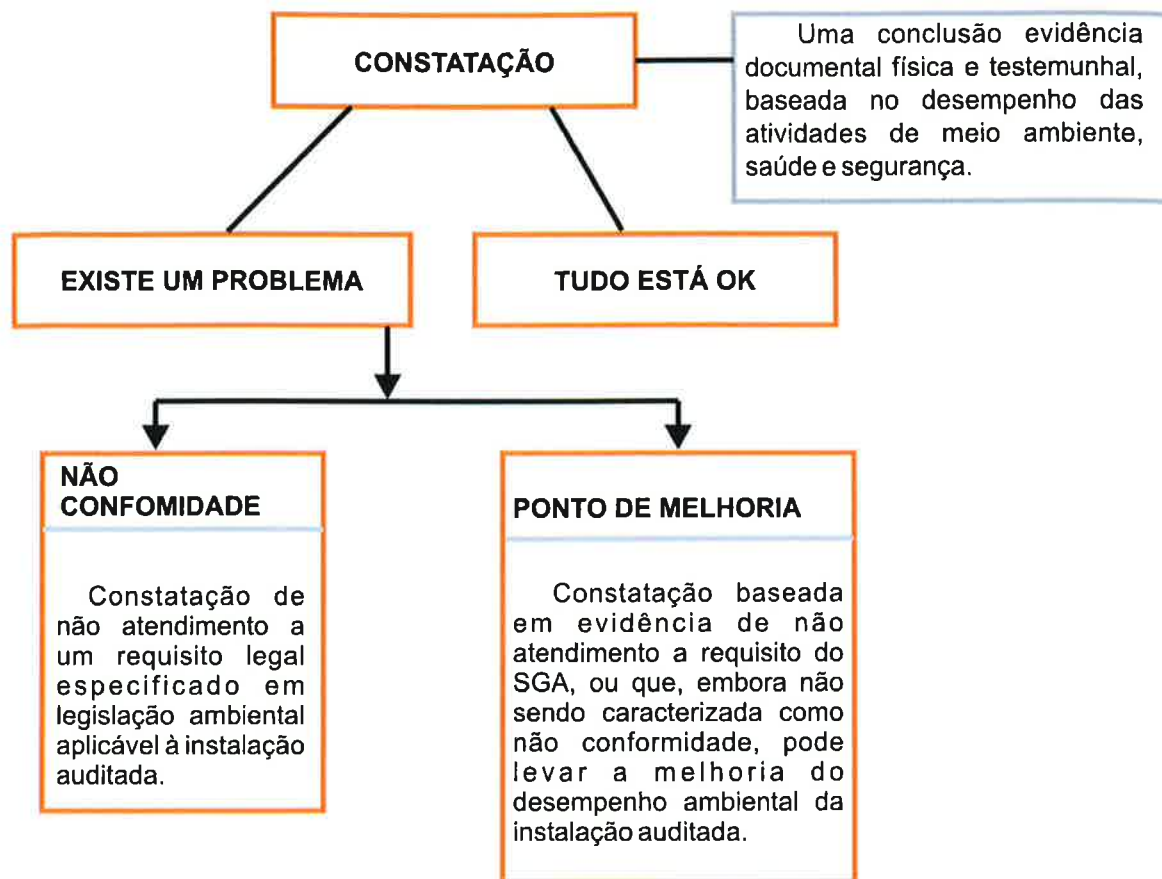 CONSTATAÇÃO
Uma conclusão evidência
documental física e testemunhal,
baseada no desempenho das
atividades de meio ambiente,
saúde e segurança.
EXISTE UM PROBLEMA
TUDO ESTÁ OK
NÃO
CONFOMIDADE
Constatação de
não atendimento a
um requisito legal
especificado em
legislação ambiental
aplicável à instalação
auditada.
PONTO DE MELHORIA
Constatação baseada
em evidência de não
atendimento a requisito do
SGA, ou que, embora não
sendo caracterizada como
não conformidade, pode
levar a melhoria do
desempenho ambiental da
instalação auditada.